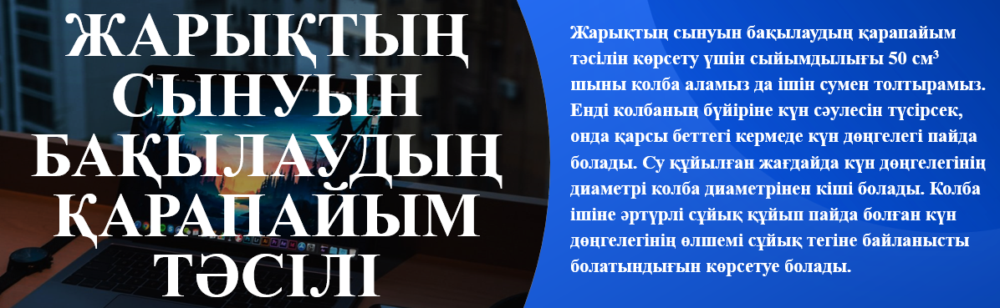 ЖАРЫҚТЫҢ
СЫНУЫН
БАҚЫЛАУДЫҢ
ҚАРАПАЙЫМ
ТӘСІЛІ
Жарықтың сынуын бақылаудың қарапайым
тәсілін көрсету үшін сыйымдылығы 50 см³
шыны колба аламыз да ішін сумен толтырамыз.
Енді колбаның бүйіріне күн сәулесін түсірсек,
онда қарсы беттегі кермеде күн дөңгелегі пайда
болады. Су құйылған жағдайда күн дөңгелегінің
диаметрі колба диаметрінен кіші болады. Колба
ішіне әртүрлі сұйық құйып пайда болған күн
дөңгелегінің өлшемі сұйық тегіне байланысты
болатындығын көрсетуе болады.